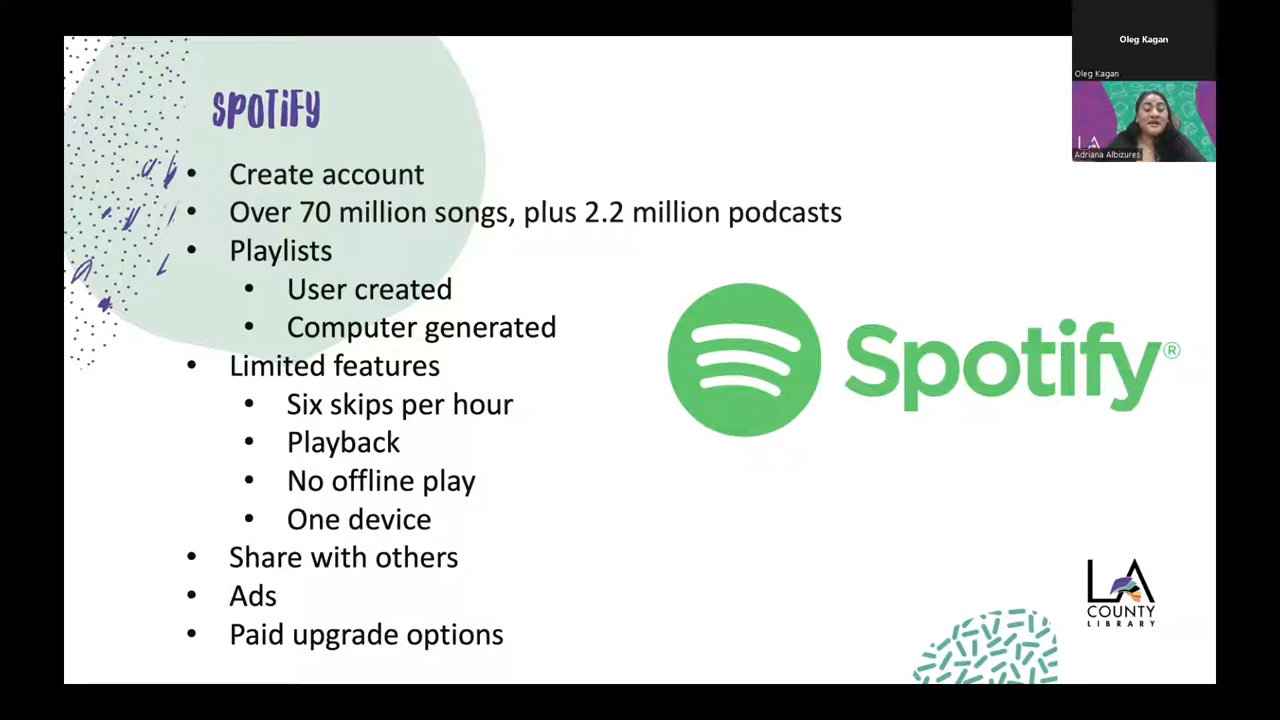 Oleg Kagan
Oleg Kagan
LA
Adriana Albizures
SPOTIFY
• Create account
• Over 70 million songs, plus 2.2 million podcasts
• Playlists
• User created
• Computer generated
• Limited features
• Six skips per hour
• Playback
• No offline play
• One device
• Share with others
• Ads
• Paid upgrade options
Spotify®
LA
COUNTY
LIBRARY